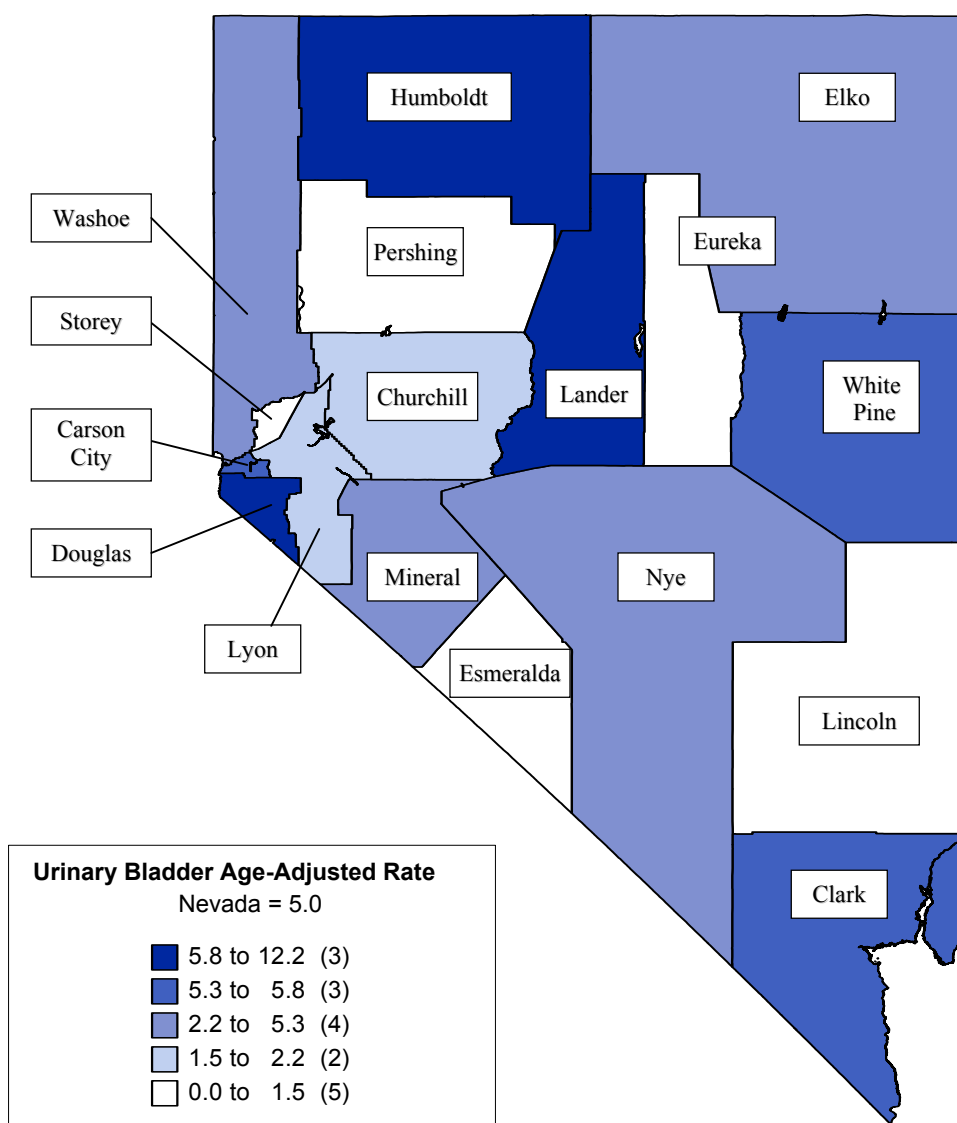 Humboldt
Elko
Washoe
Pershing
Eureka
Storey
Churchill
Lander
White
Pine
Carson
City
Douglas
Mineral
Nye
Lyon
Esmeralda
Lincoln
Clark
Urinary Bladder Age-Adjusted Rate
Nevada = 5.0
5.8 to 12.2 (3)
5.3 to 5.8 (3)
2.2 to 5.3 (4)
1.5 to 2.2 (2)
0.0 to 1.5 (5)